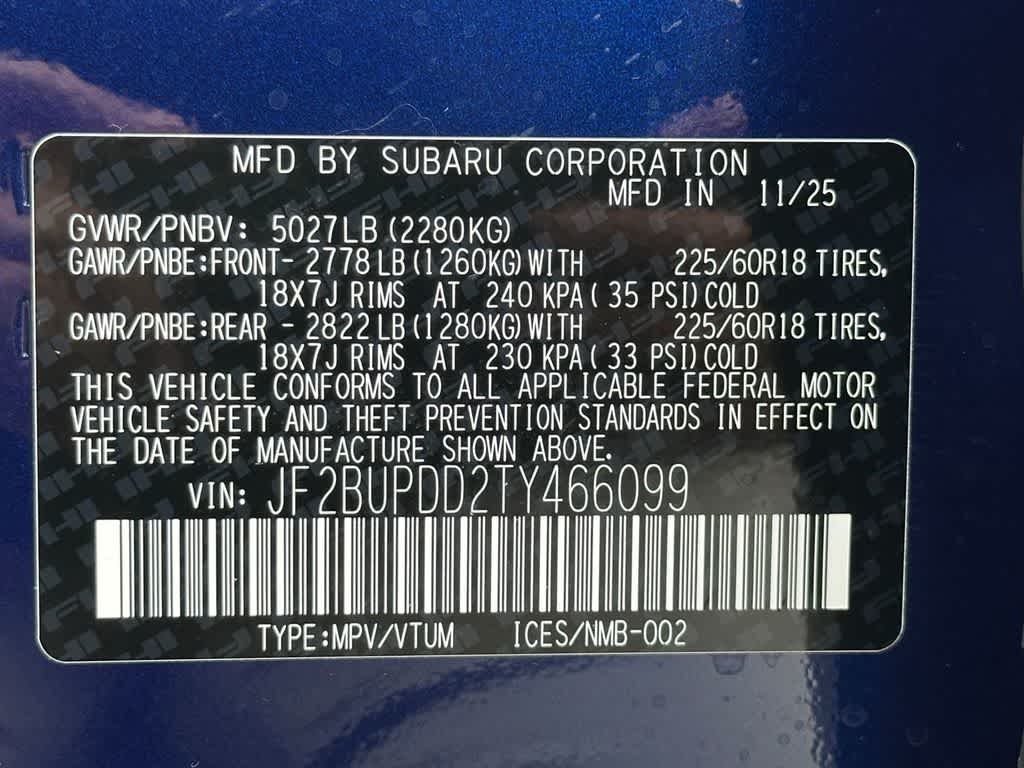 MFD BY SUBARU CORPORATION
MFD IN 11/25
GVWR/PNBV: 5027LB (2280KG)
GAWR/PNBE:FRONT- 2778 LB (1260KG) WITH 225/60R18 TIRES,
18X7J RIMS AT 240 KPA ( 35 PSI) COLD
GAWR/PNBE:REAR - 2822 LB (1280KG) WITH 225/60R18 TIRES,
18X7J RIMS AT 230 KPA ( 33 PSI) COLD
THIS VEHICLE CONFORMS TO ALL APPLICABLE FEDERAL MOTOR
VEHICLE SAFETY AND THEFT PREVENTION STANDARDS IN EFFECT ON
THE DATE OF MANUFACTURE SHOWN ABOVE.
VIN: JF2BUPDD2TY466099
TYPE:MPV/VTUM ICES/NMB-002